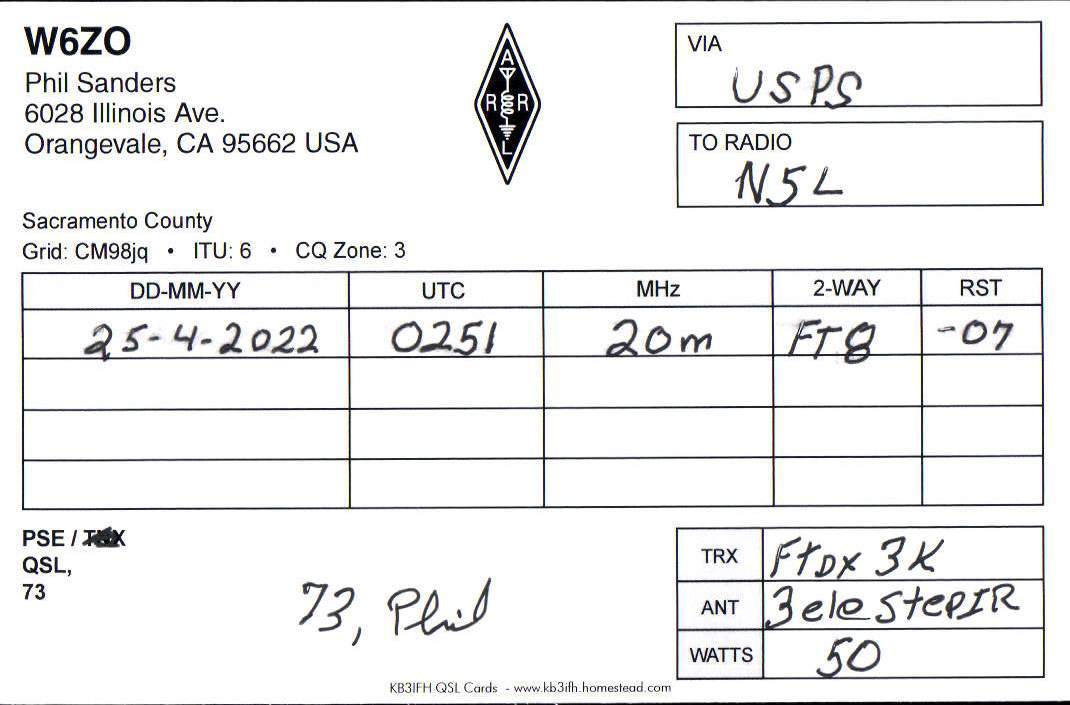 W6ZO
Phil Sanders
6028 Illinois Ave.
Orangevale, CA 95662 USA
A
R R
L
VIA
USPS
TO RADIO
N5L
Sacramento County
Grid: CM98jq • ITU: 6 • CQ Zone: 3
DD-MM-YY UTC MHz 2-WAY RST
25-4-2022 0251 20m FT8 -07
PSE / TNX
QSL,
73
73, Phil
TRX FTDX 3K
ANT 3ele StepIR
WATTS 50
KB3IFH QSL Cards - www.kb3ifh.homestead.com